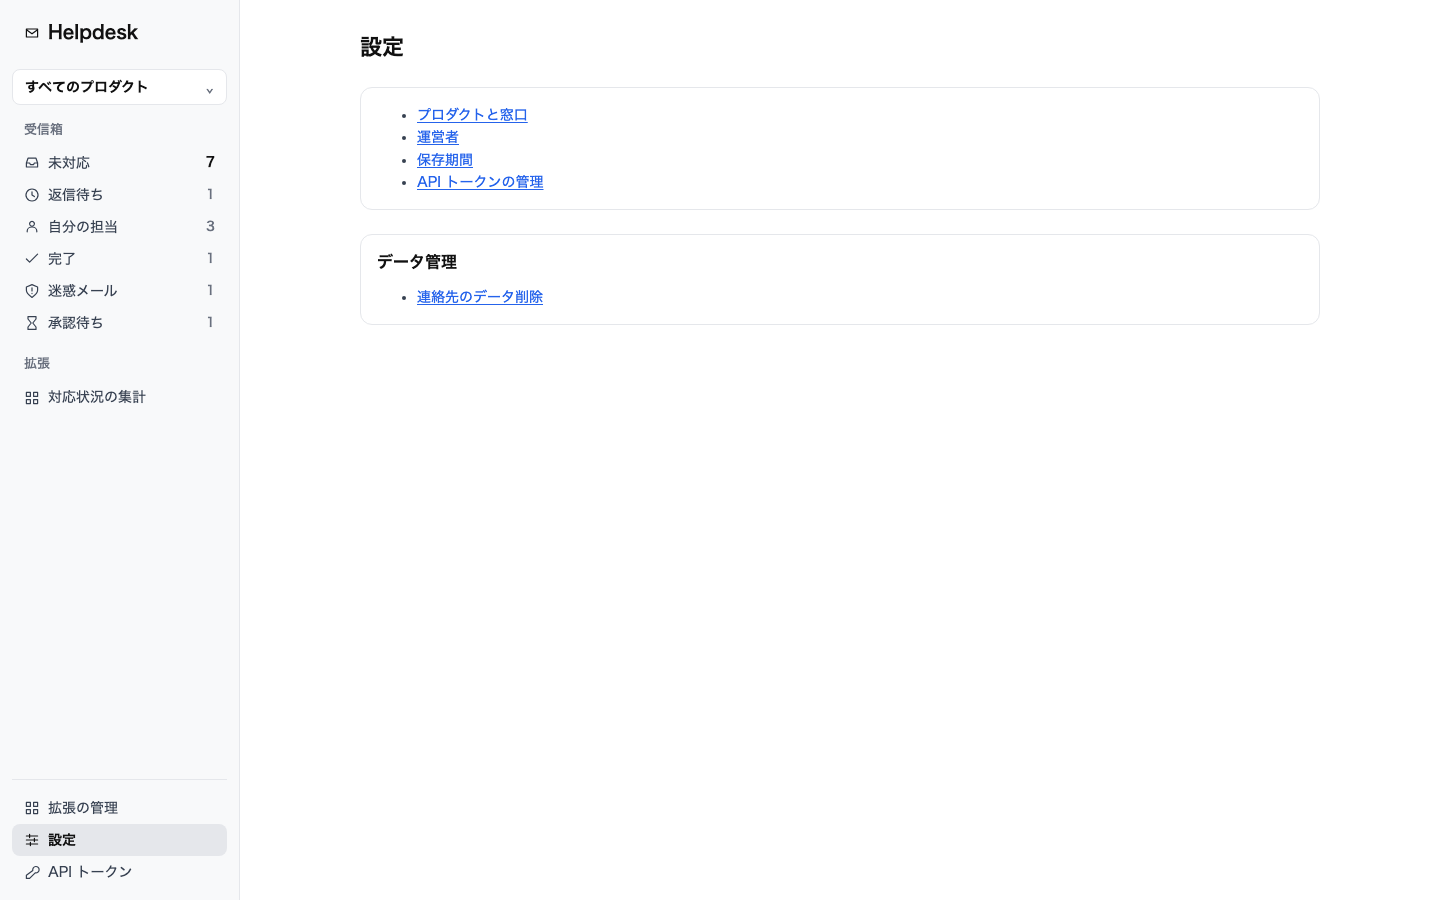 Helpdesk
すべてのプロダクト
受信箱
未対応 7
返信待ち 1
自分の担当 3
完了 1
迷惑メール 1
承認待ち 1
拡張
対応状況の集計
拡張の管理
設定
API トークン
設定
プロダクトと窓口
運営者
保存期間
API トークンの管理
データ管理
連絡先のデータ削除